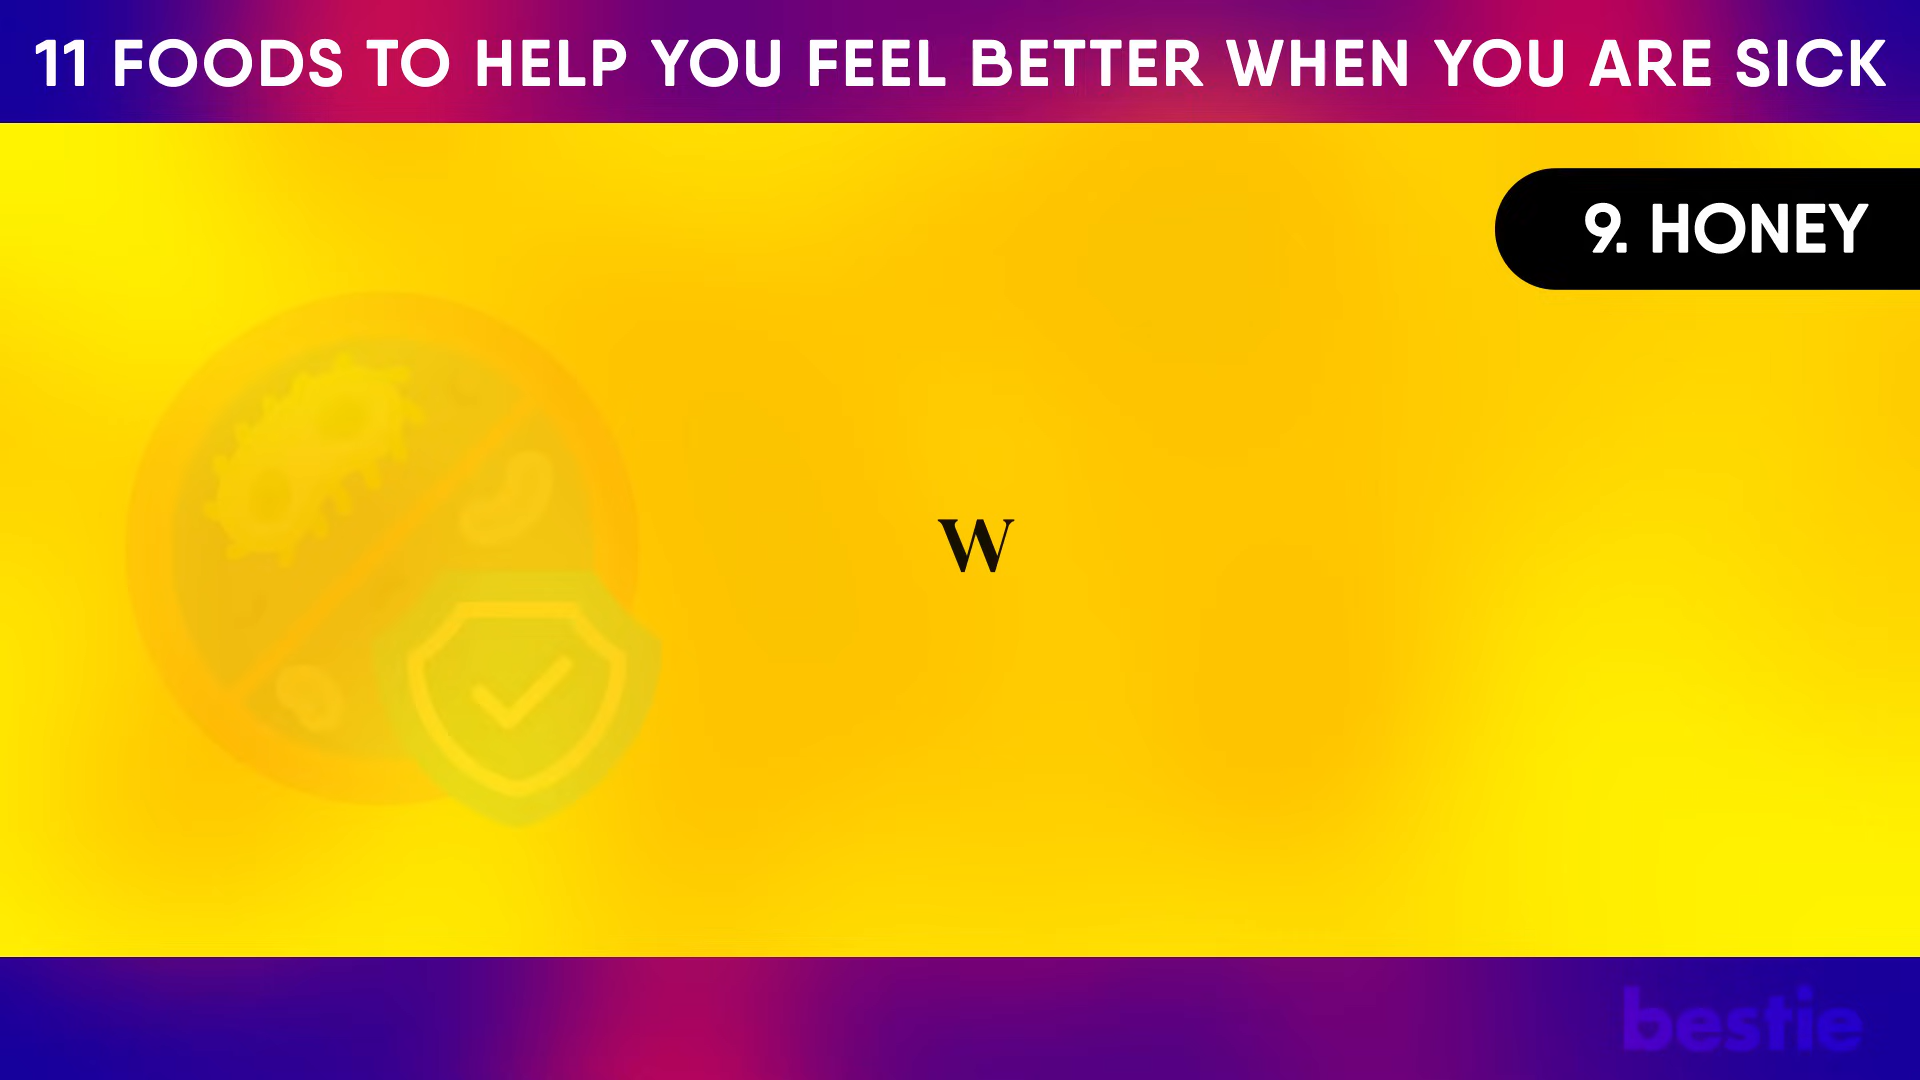 11 FOODS TO HELP YOU FEEL BETTER WHEN YOU ARE SICK
9. HONEY
W
bestie